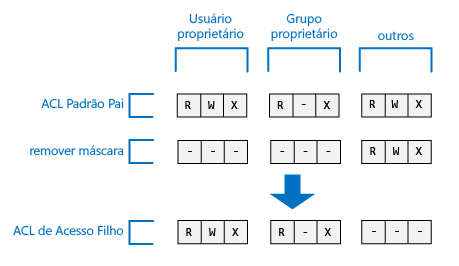 Usuário
proprietário
Grupo
proprietário
outros
ACL Padrão Pai
R W X
R - X
R W X
remover máscara
- - -
- - -
R W X
ACL de Acesso Filho
R W X
R - X
- - -